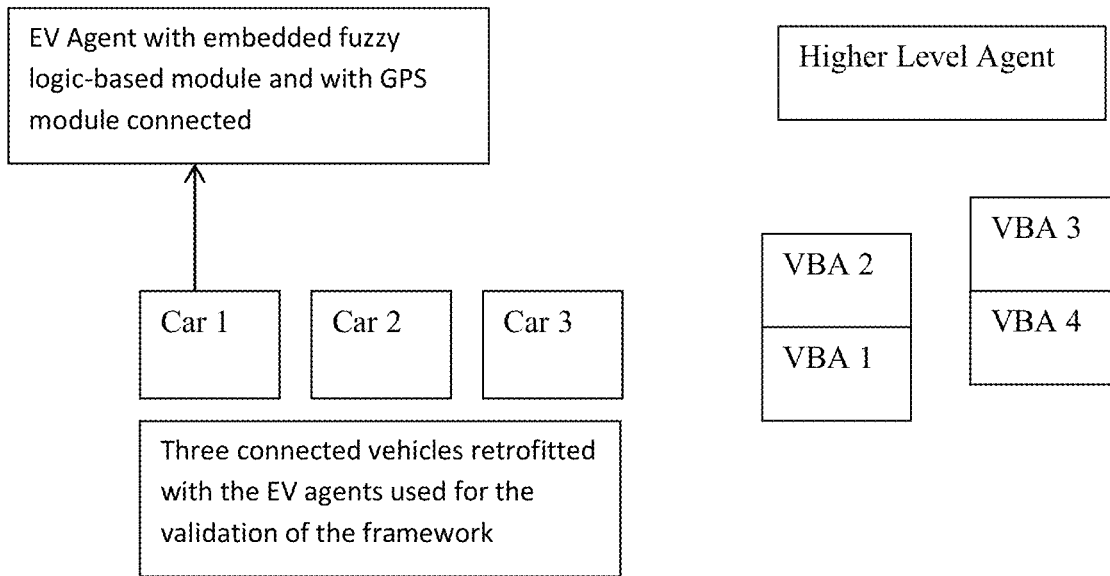 EV Agent with embedded fuzzy
logic-based module and with GPS
module connected
Higher Level Agent
VBA 3
VBA 2
VBA 4
VBA 1
Car 1
Car 2
Car 3
Three connected vehicles retrofitted
with the EV agents used for the
validation of the framework